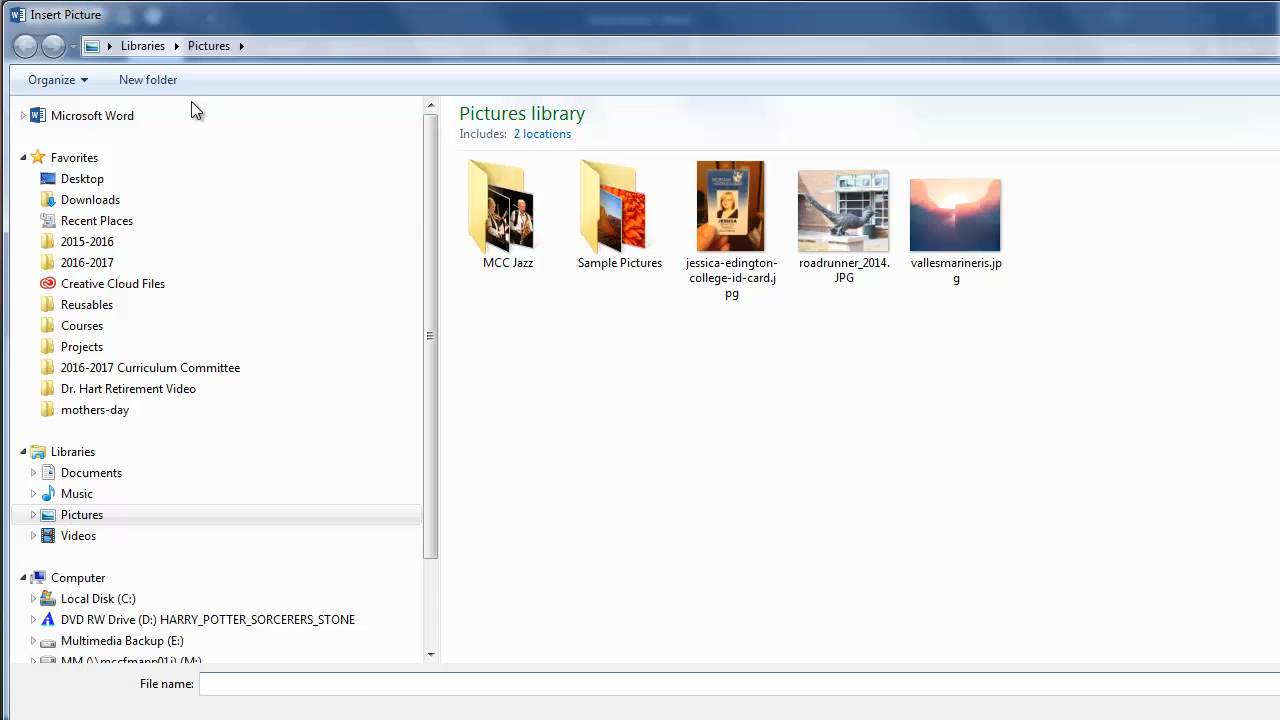 Insert Picture
Libraries
Pictures
Organize
New folder
Microsoft Word
Favorites
Desktop
Downloads
Recent Places
2015-2016
2016-2017
Creative Cloud Files
Reusables
Courses
Projects
2016-2017 Curriculum Committee
Dr. Hart Retirement Video
mothers-day
Libraries
Documents
Music
Pictures
Videos
Computer
Local Disk (C:)
DVD RW Drive (D:) HARRY_POTTER_SORCERERS_STONE
Multimedia Backup (E:)
Pictures library
Includes: 2 locations
MCC Jazz
Sample Pictures
JESSICA
jessica-edington-
college-id-card.j
pg
roadrunner_2014.
JPG
vallesmarineris.jp
g
File name: